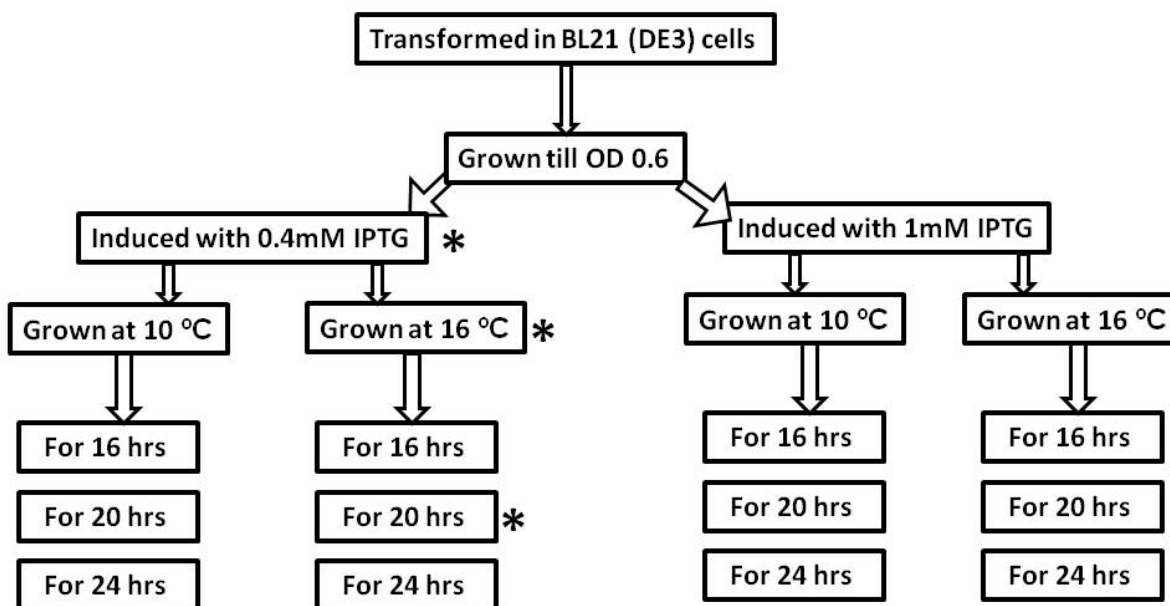 Transformed in BL21 (DE3) cells
Grown till OD 0.6
Induced with 0.4mM IPTG *
Induced with 1mM IPTG
Grown at 10 °C
Grown at 16 °C *
Grown at 10 °C
Grown at 16 °C
For 16 hrs
For 16 hrs
For 16 hrs
For 16 hrs
For 20 hrs
For 20 hrs *
For 20 hrs
For 20 hrs
For 24 hrs
For 24 hrs
For 24 hrs
For 24 hrs